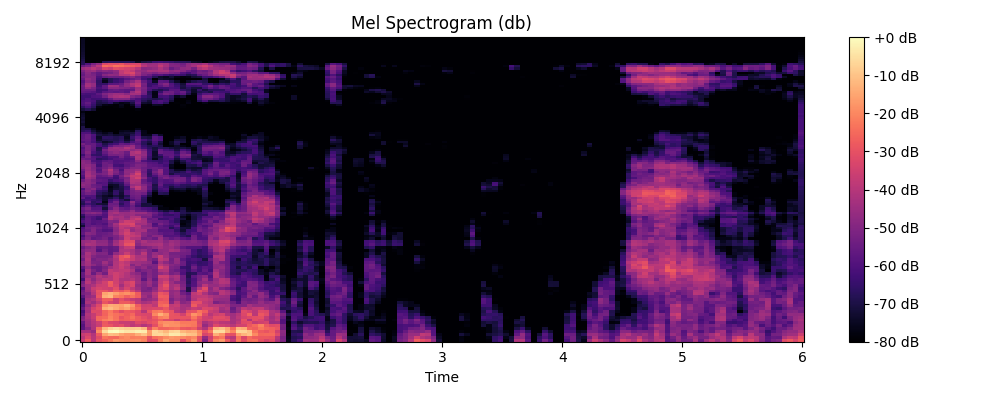 Mel Spectrogram (db)
8192
4096
2048
1024
512
0
Hz
0 1 2 3 4 5 6
Time
+0 dB
-10 dB
-20 dB
-30 dB
-40 dB
-50 dB
-60 dB
-70 dB
-80 dB